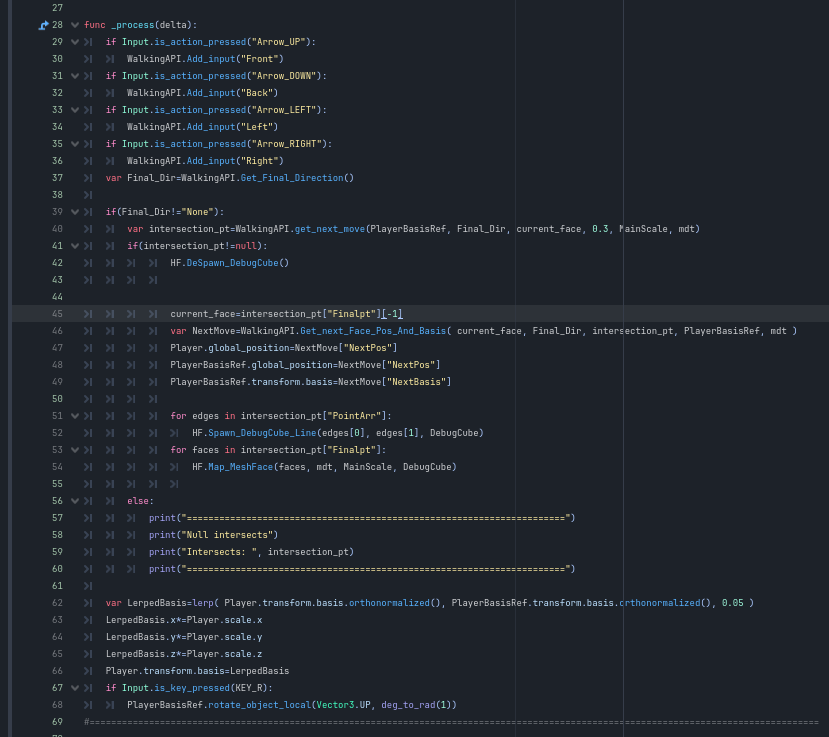 27
28 func _process(delta):
29 if Input.is_action_pressed("Arrow_UP"):
30 WalkingAPI.Add_input("Front")
31 if Input.is_action_pressed("Arrow_DOWN"):
32 WalkingAPI.Add_input("Back")
33 if Input.is_action_pressed("Arrow_LEFT"):
34 WalkingAPI.Add_input("Left")
35 if Input.is_action_pressed("Arrow_RIGHT"):
36 WalkingAPI.Add_input("Right")
37 var Final_Dir=WalkingAPI.Get_Final_Direction()
38
39 if(Final_Dir!="None"):
40 var intersection_pt=WalkingAPI.get_next_move(PlayerBasisRef, Final_Dir, current_face, 0.3, MainScale, mdt)
41 if(intersection_pt!=null):
42 HF.DeSpawn_DebugCube()
43
44
45 current_face=intersection_pt["Finalpt"][-1]
46 var NextMove=WalkingAPI.Get_next_Face_Pos_And_Basis( current_face, Final_Dir, intersection_pt, PlayerBasisRef, mdt )
47 Player.global_position=NextMove["NextPos"]
48 PlayerBasisRef.global_position=NextMove["NextPos"]
49 PlayerBasisRef.transform.basis=NextMove["NextBasis"]
50
51 for edges in intersection_pt["PointArr"]:
52 HF.Spawn_DebugCube_Line(edges[0], edges[1], DebugCube)
53 for faces in intersection_pt["Finalpt"]:
54 HF.Map_MeshFace(faces, mdt, MainScale, DebugCube)
55
56 else:
57 print("======================================================================")
58 print("Null intersects")
59 print("Intersects: ", intersection_pt)
60 print("======================================================================")
61
62 var LerpedBasis=lerp( Player.transform.basis.orthonormalized(), PlayerBasisRef.transform.basis.orthonormalized(), 0.05 )
63 LerpedBasis.x*=Player.scale.x
64 LerpedBasis.y*=Player.scale.y
65 LerpedBasis.z*=Player.scale.z
66 Player.transform.basis=LerpedBasis
67 if Input.is_key_pressed(KEY_R):
68 PlayerBasisRef.rotate_object_local(Vector3.UP, deg_to_rad(1))
69 #=======================================================================================================================================